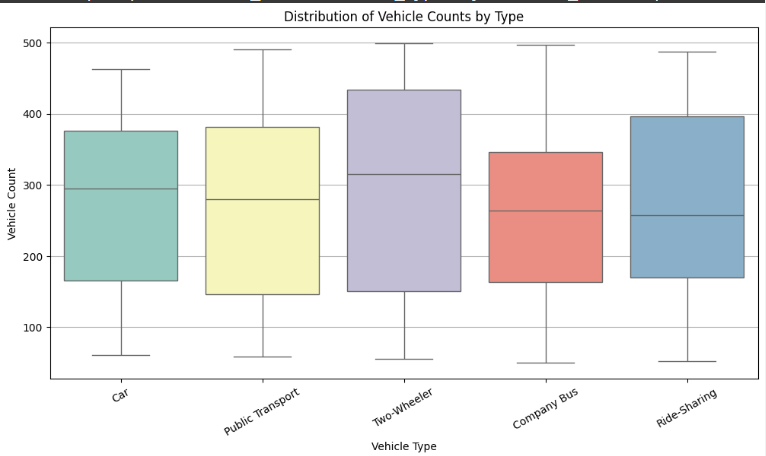 Distribution of Vehicle Counts by Type
500
400
300
200
100
Vehicle Count
Car
Public Transport
Two-Wheeler
Company Bus
Ride-Sharing
Vehicle Type